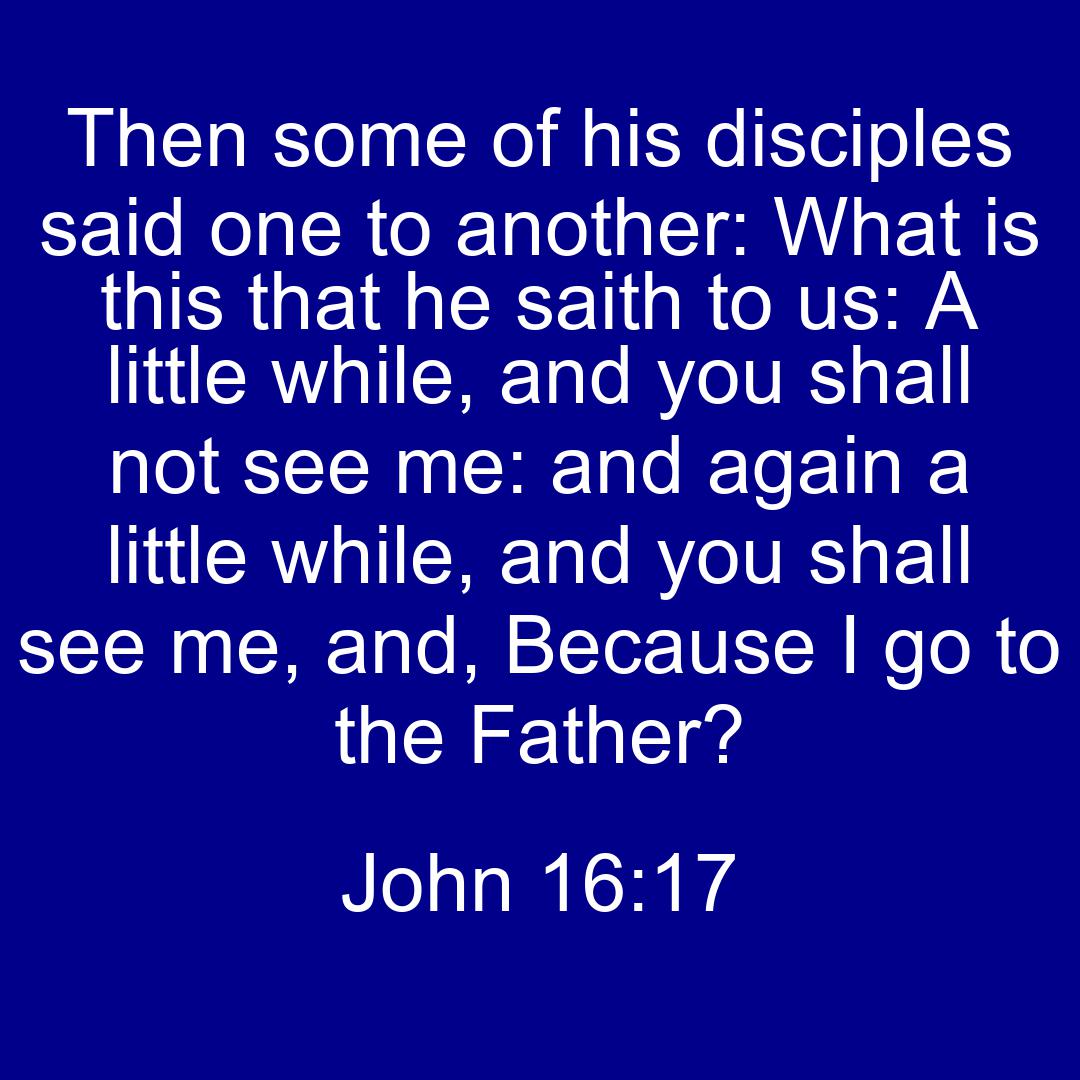 Then some of his disciples
said one to another: What is
this that he saith to us: A
little while, and you shall
not see me: and again a
little while, and you shall
see me, and, Because I go to
the Father?
John 16:17